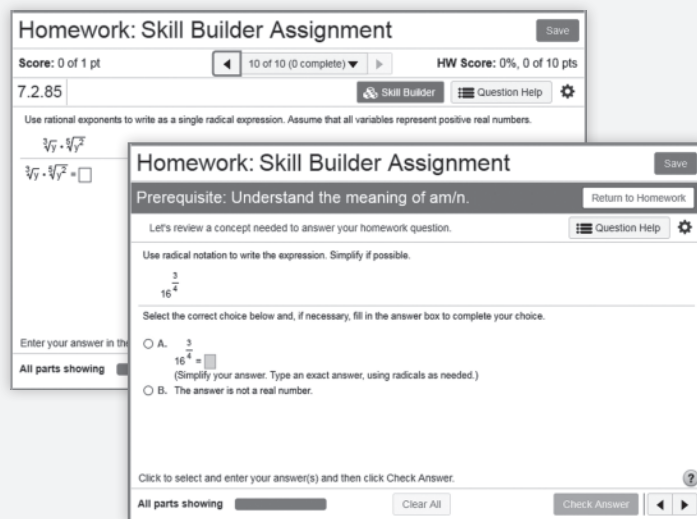 Homework: Skill Builder Assignment
Save
Score: 0 of 1 pt
10 of 10 (0 complete)
HW Score: 0%, 0 of 10 pts
7.2.85
Skill Builder
Question Help
Use rational exponents to write as a single radical expression. Assume that all variables represent positive real numbers.
∛y · ⁵√y²
∛y · ⁵√y² =
Enter your answer in the
All parts showing
Homework: Skill Builder Assignment
Save
Prerequisite: Understand the meaning of am/n.
Return to Homework
Let's review a concept needed to answer your homework question.
Question Help
Use radical notation to write the expression. Simplify if possible.
16^(3/4)
Select the correct choice below and, if necessary, fill in the answer box to complete your choice.
A. 16^(3/4) =
(Simplify your answer. Type an exact answer, using radicals as needed.)
B. The answer is not a real number.
Click to select and enter your answer(s) and then click Check Answer.
?
All parts showing
Clear All
Check Answer